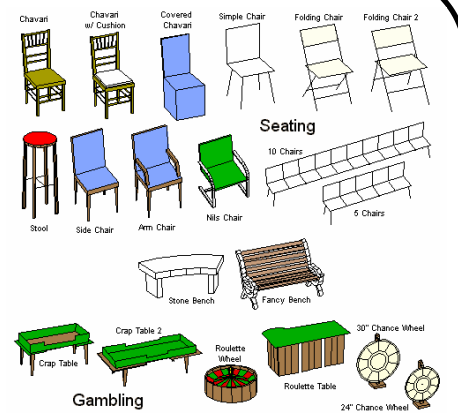 Chavari
Chavari
w/ Cushion
Covered
Chavari
Simple Chair
Folding Chair
Folding Chair 2
Seating
10 Chairs
5 Chairs
Stool
Side Chair
Arm Chair
Nils Chair
Stone Bench
Fancy Bench
Crap Table
Crap Table 2
Roulette
Wheel
Roulette Table
30" Chance Wheel
24" Chance Wheel
Gambling